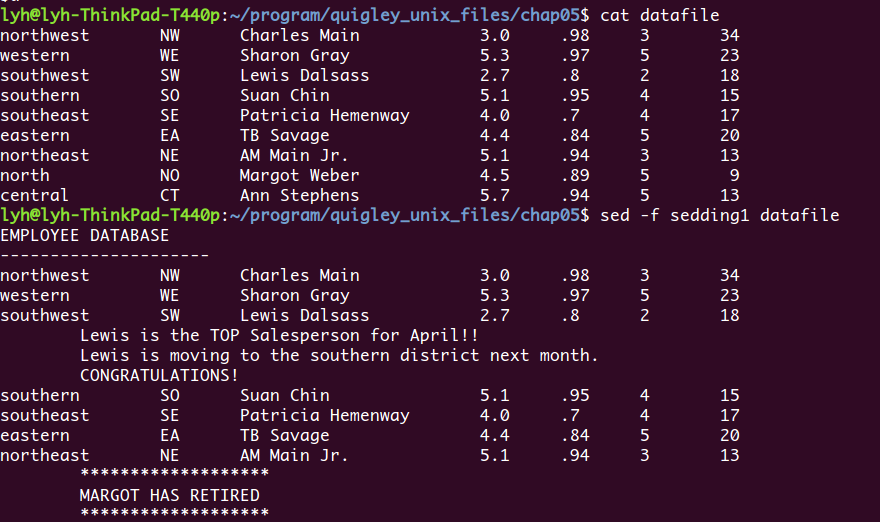 lyh@lyh-ThinkPad-T440p:~/program/quigley_unix_files/chap05$ cat datafile
northwest       NW      Charles Main            3.0     .98     3       34
western         WE      Sharon Gray             5.3     .97     5       23
southwest       SW      Lewis Dalsass           2.7     .8      2       18
southern        SO      Suan Chin               5.1     .95     4       15
southeast       SE      Patricia Hemenway       4.0     .7      4       17
eastern         EA      TB Savage               4.4     .84     5       20
northeast       NE      AM Main Jr.             5.1     .94     3       13
north           NO      Margot Weber            4.5     .89     5        9
central         CT      Ann Stephens            5.7     .94     5       13
lyh@lyh-ThinkPad-T440p:~/program/quigley_unix_files/chap05$ sed -f sedding1 datafile
EMPLOYEE DATABASE
---------------------
northwest       NW      Charles Main            3.0     .98     3       34
western         WE      Sharon Gray             5.3     .97     5       23
southwest       SW      Lewis Dalsass           2.7     .8      2       18
        Lewis is the TOP Salesperson for April!!
        Lewis is moving to the southern district next month.
        CONGRATULATIONS!
southern        SO      Suan Chin               5.1     .95     4       15
southeast       SE      Patricia Hemenway       4.0     .7      4       17
eastern         EA      TB Savage               4.4     .84     5       20
northeast       NE      AM Main Jr.             5.1     .94     3       13
        *******************
        MARGOT HAS RETIRED
        *******************